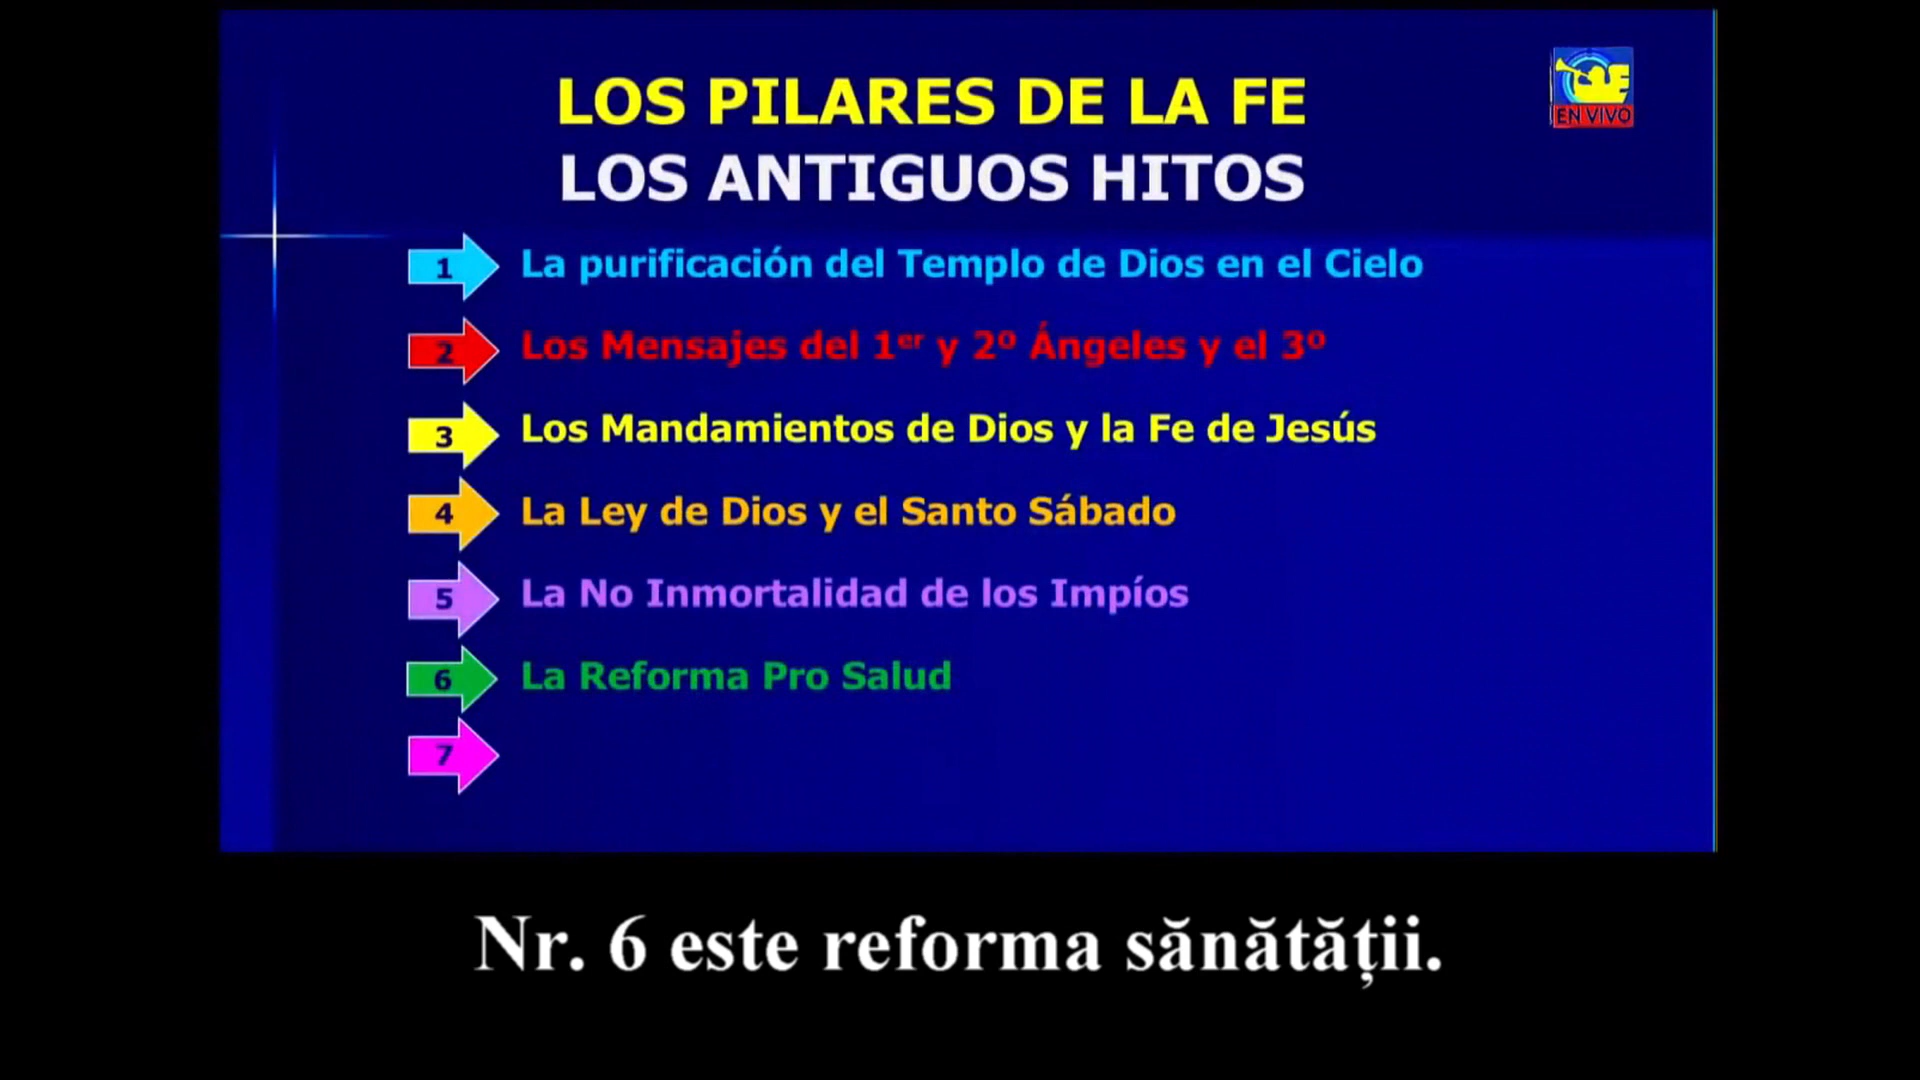 LOS PILARES DE LA FE
LOS ANTIGUOS HITOS
EN VIVO
1 La purificación del Templo de Dios en el Cielo
2 Los Mensajes del 1er y 2º Ángeles y el 3º
3 Los Mandamientos de Dios y la Fe de Jesús
4 La Ley de Dios y el Santo Sábado
5 La No Inmortalidad de los Impíos
6 La Reforma Pro Salud
7
Nr. 6 este reforma sănătății.